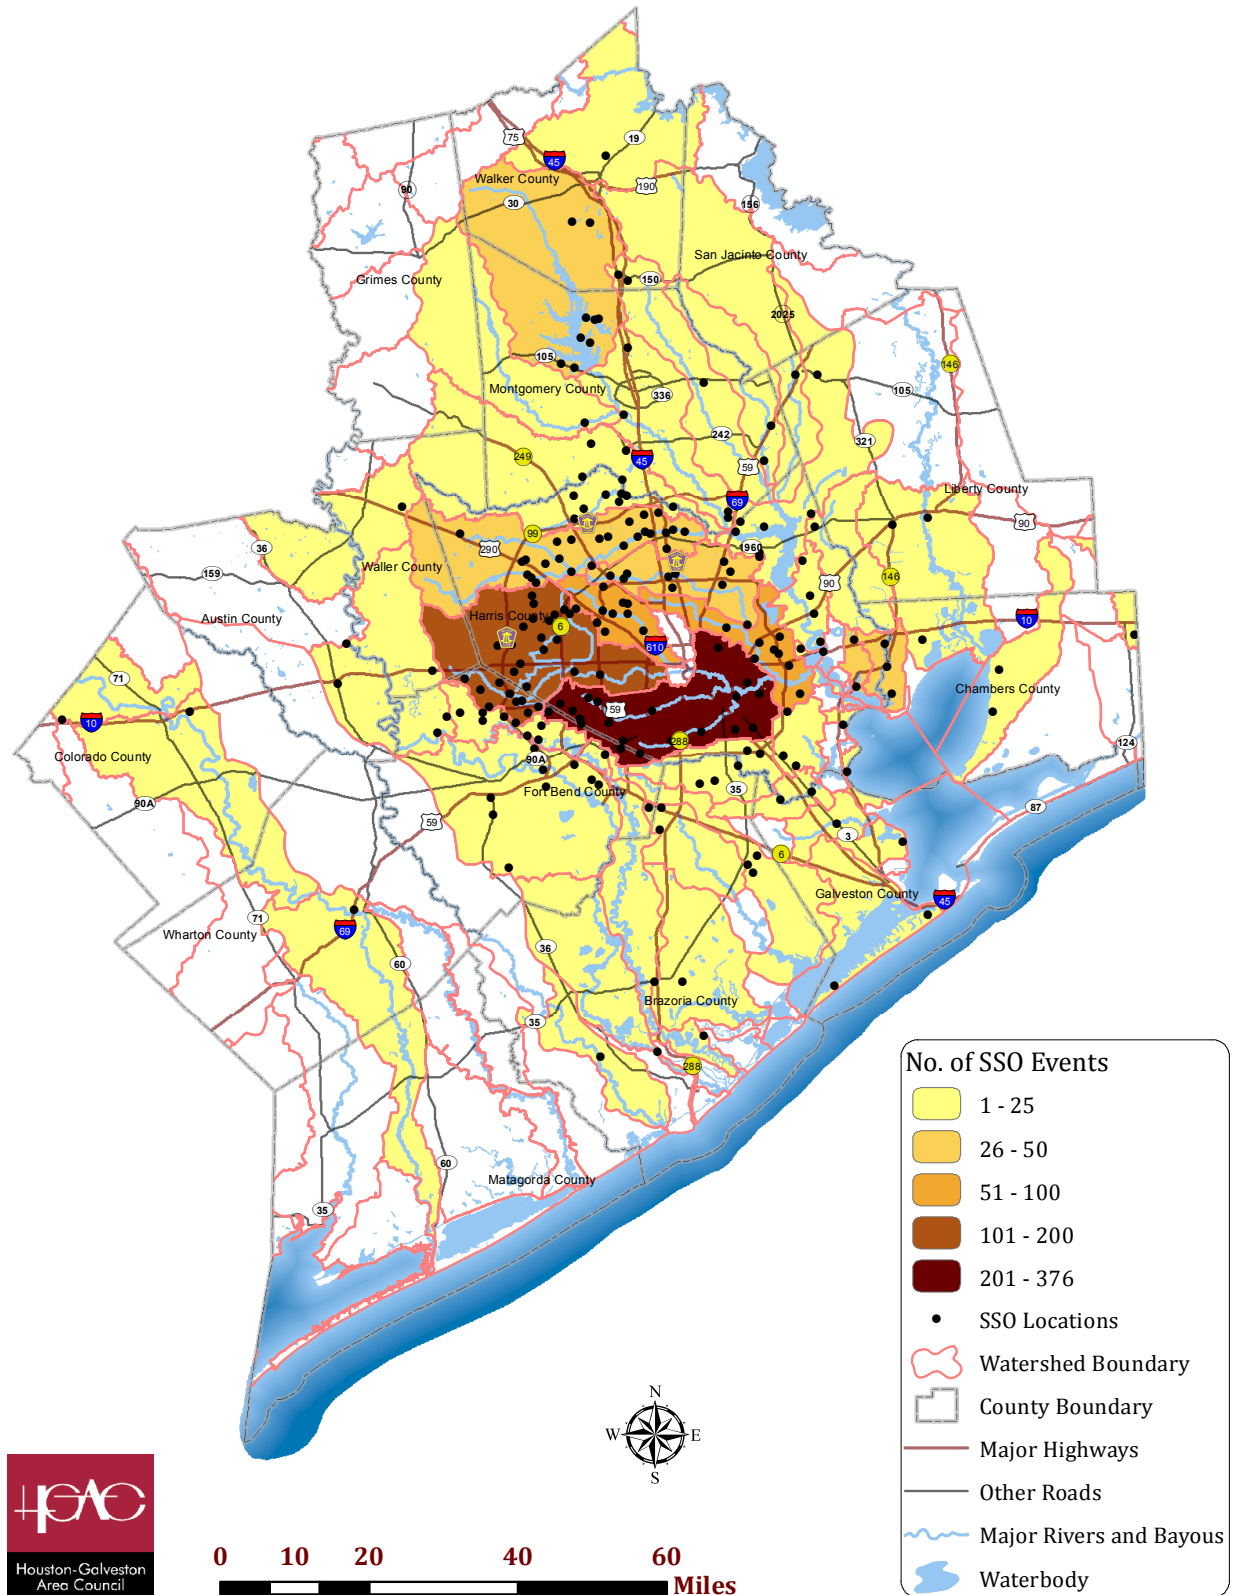 75
45
19
Walker County
190
90
30
156
San Jacinto County
Grimes County
150
2025
146
105
Montgomery County
105
336
242
321
249
45
59
69
Liberty County
90
36
99
290
1960
159
Waller County
90
146
Austin County
Harris County
6
10
610
71
Chambers County
59
10
288
124
Colorado County
90A
90A
Fort Bend County
35
87
59
3
6
Galveston County
45
71
Wharton County
69
36
60
Brazoria County
35
288
No. of SSO Events
1 - 25
26 - 50
51 - 100
101 - 200
201 - 376
SSO Locations
Watershed Boundary
County Boundary
Major Highways
Other Roads
Major Rivers and Bayous
Waterbody
60
Matagorda County
35
N
W E
S
HGAC
Houston-Galveston
Area Council
0 10 20 40 60
Miles